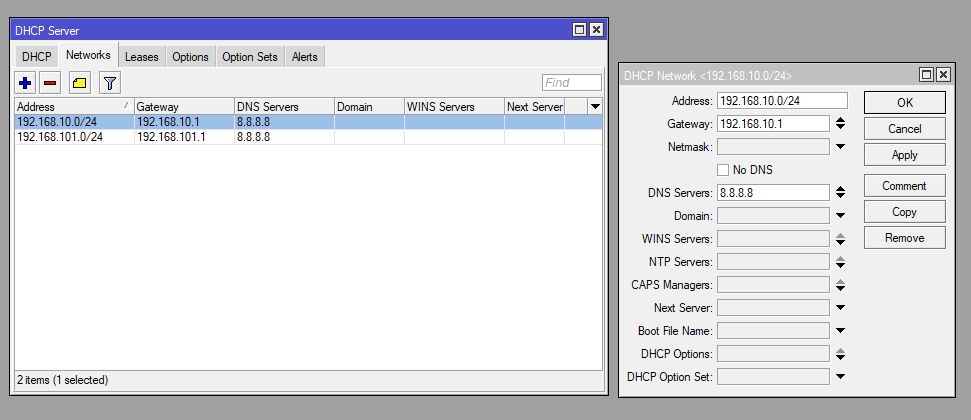 DHCP Server
DHCP Networks Leases Options Option Sets Alerts
Find
Address Gateway DNS Servers Domain WINS Servers Next Server
192.168.10.0/24 192.168.10.1 8.8.8.8
192.168.101.0/24 192.168.101.1 8.8.8.8
2 items (1 selected)
DHCP Network <192.168.10.0/24>
Address: 192.168.10.0/24 OK
Gateway: 192.168.10.1 Cancel
Netmask: Apply
No DNS
DNS Servers: 8.8.8.8 Comment
Domain: Copy
WINS Servers: Remove
NTP Servers:
CAPS Managers:
Next Server:
Boot File Name:
DHCP Options:
DHCP Option Set: